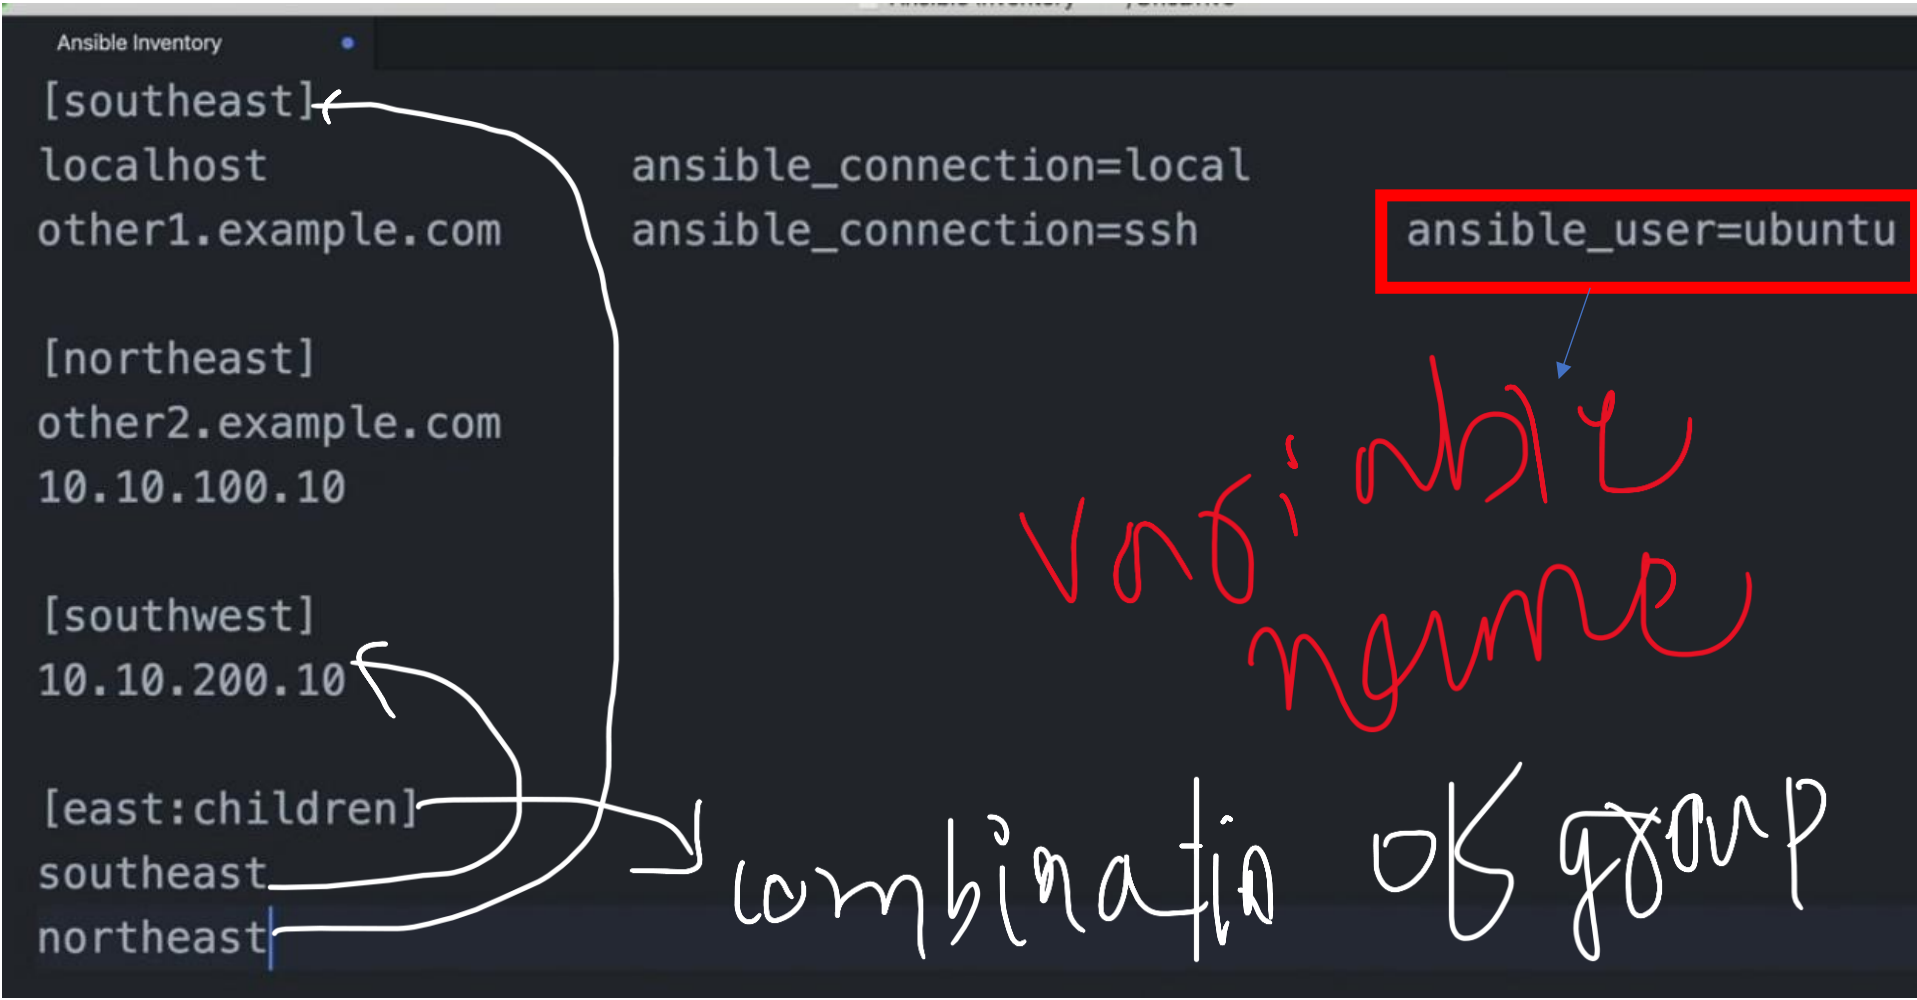 Ansible Inventory
[southeast]
localhost ansible_connection=local
other1.example.com ansible_connection=ssh ansible_user=ubuntu
[northeast]
other2.example.com
10.10.100.10
variable
name
[southwest]
10.10.200.10
[east:children]
southeast
northeast
combinatin of group